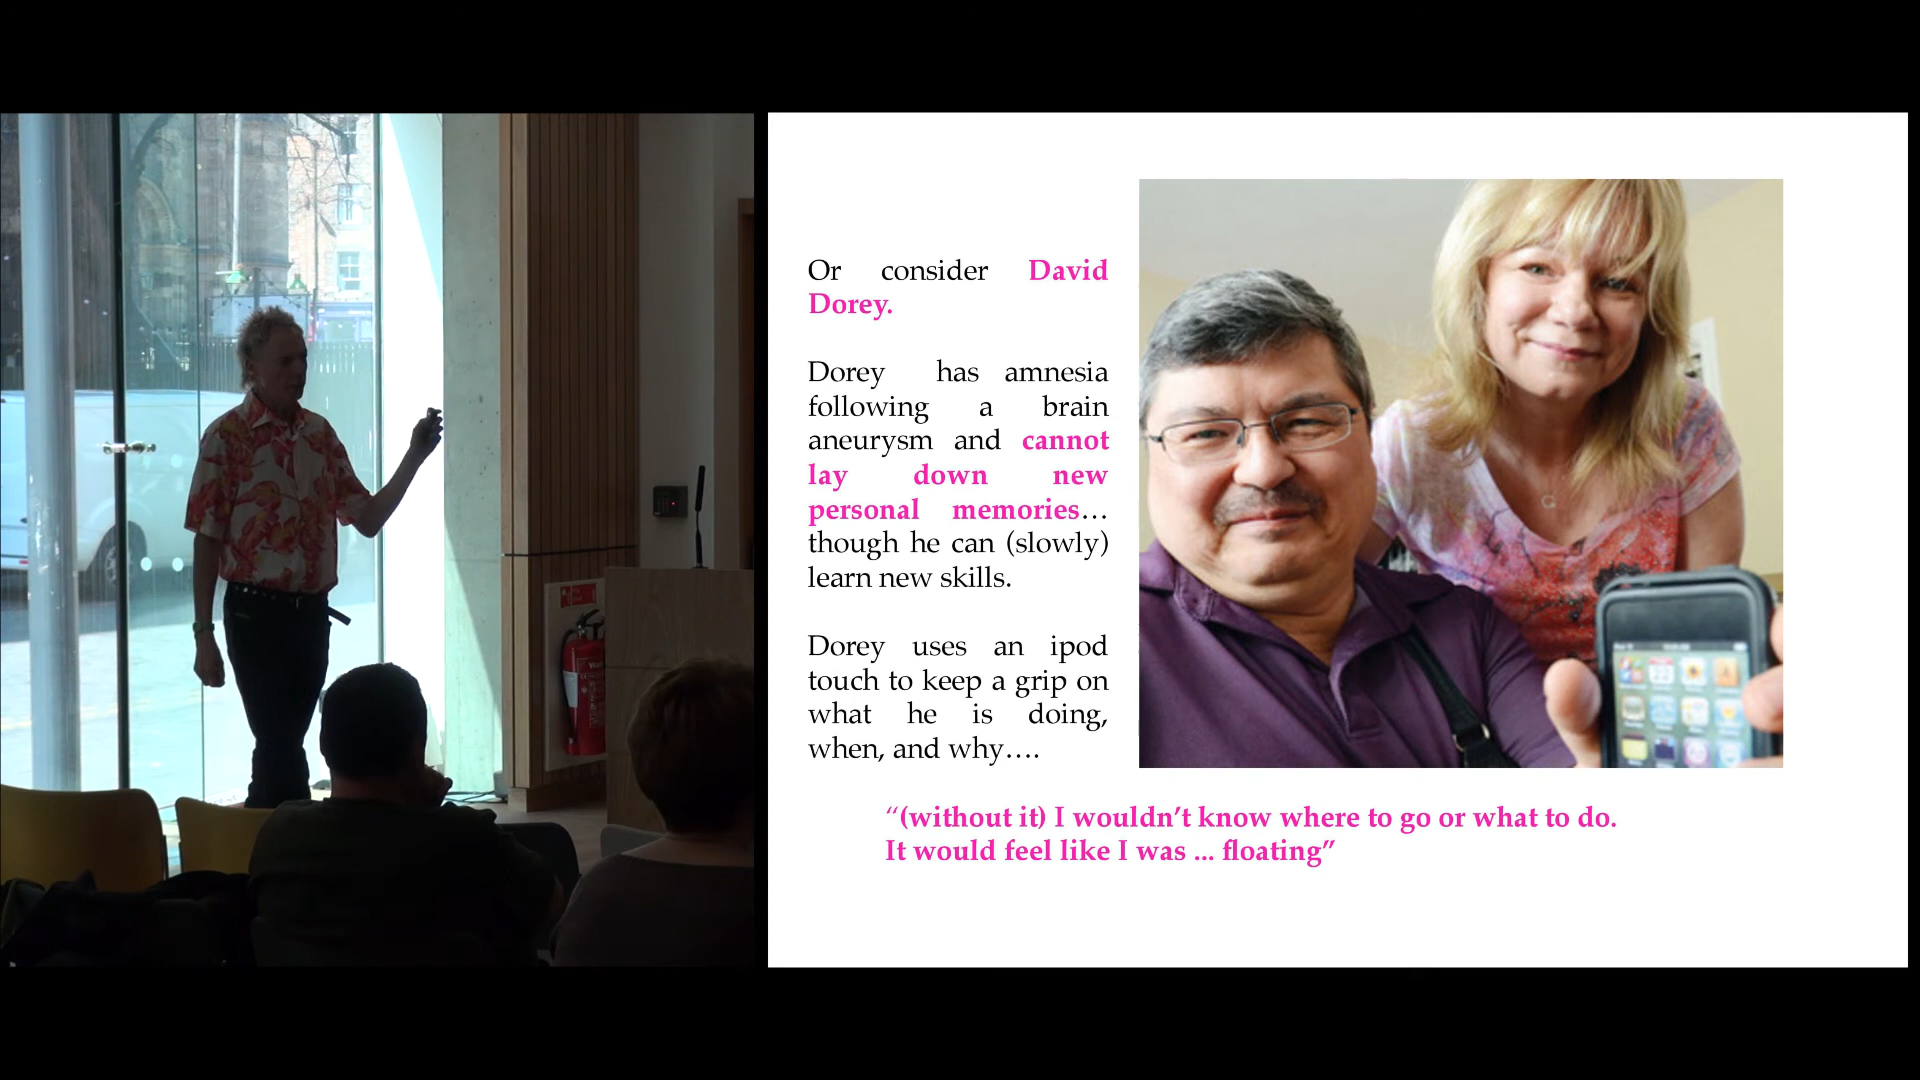 Or consider David
Dorey.
Dorey has amnesia
following a brain
aneurysm and cannot
lay down new
personal memories…
though he can (slowly)
learn new skills.
Dorey uses an ipod
touch to keep a grip on
what he is doing,
when, and why….
“(without it) I wouldn’t know where to go or what to do.
It would feel like I was ... floating”